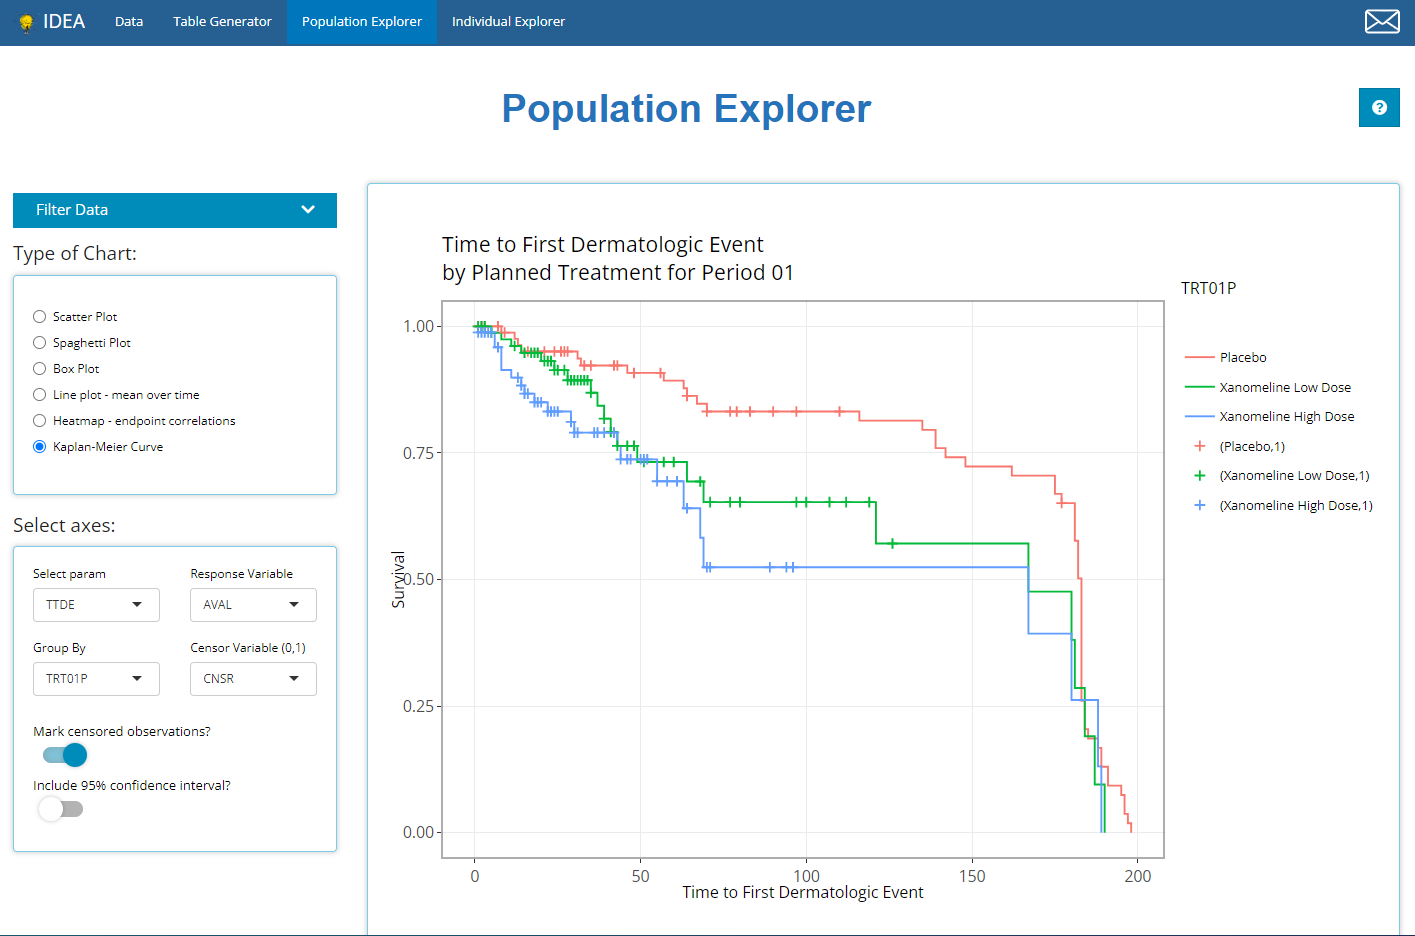 IDEA Data Table Generator Population Explorer Individual Explorer
Population Explorer
?
Filter Data
Type of Chart:
Scatter Plot
Spaghetti Plot
Box Plot
Line plot - mean over time
Heatmap - endpoint correlations
Kaplan-Meier Curve
Select axes:
Select param Response Variable
TTDE AVAL
Group By Censor Variable (0,1)
TRT01P CNSR
Mark censored observations?
Include 95% confidence interval?
Time to First Dermatologic Event
by Planned Treatment for Period 01
1.00
0.75
0.50
0.25
0.00
Survival
0 50 100 150 200
Time to First Dermatologic Event
TRT01P
Placebo
Xanomeline Low Dose
Xanomeline High Dose
(Placebo,1)
(Xanomeline Low Dose,1)
(Xanomeline High Dose,1)